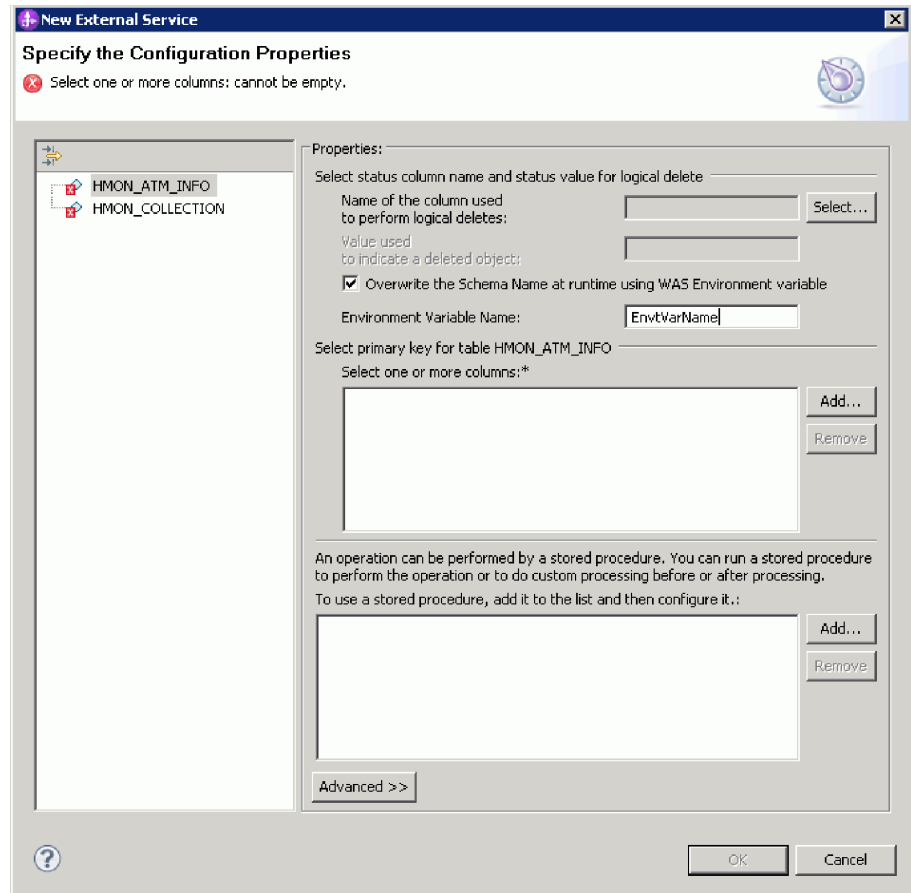 New External Service
Specify the Configuration Properties
Select one or more columns: cannot be empty.
HMON_ATM_INFO
HMON_COLLECTION
Properties:
Select status column name and status value for logical delete
Name of the column used
to perform logical deletes:
Select...
Value used
to indicate a deleted object:
Overwrite the Schema Name at runtime using WAS Environment variable
Environment Variable Name:
EnvtVarName
Select primary key for table HMON_ATM_INFO
Select one or more columns:*
Add...
Remove
An operation can be performed by a stored procedure. You can run a stored procedure
to perform the operation or to do custom processing before or after processing.
To use a stored procedure, add it to the list and then configure it.:
Add...
Remove
Advanced >>
OK
Cancel